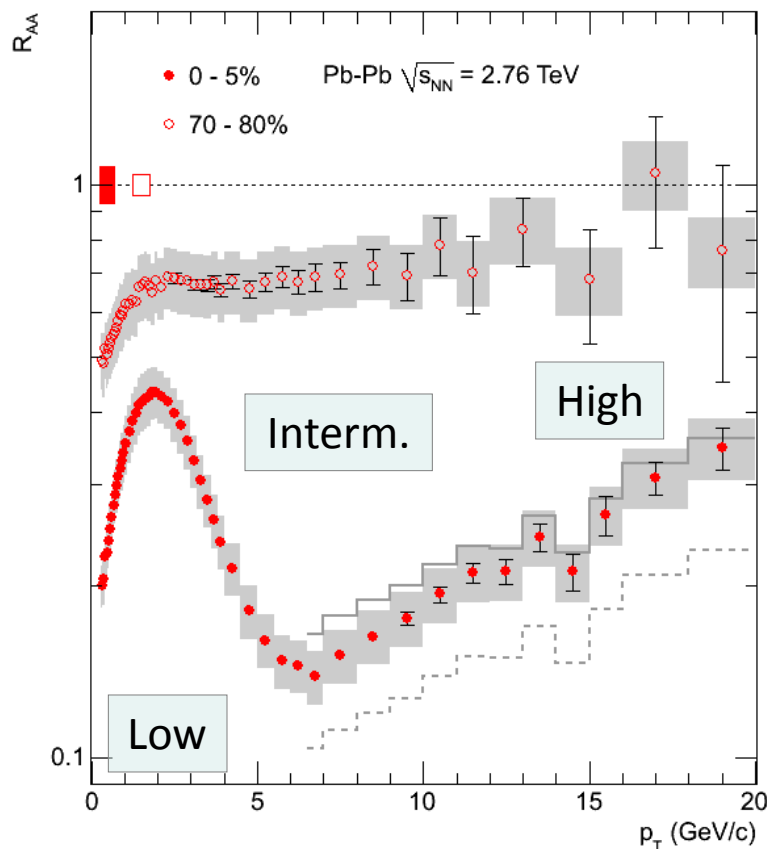 R_AA
0 - 5% Pb-Pb √s_NN = 2.76 TeV
70 - 80%
1
High
Interm.
Low
0.1
0 5 10 15 20
p_T (GeV/c)